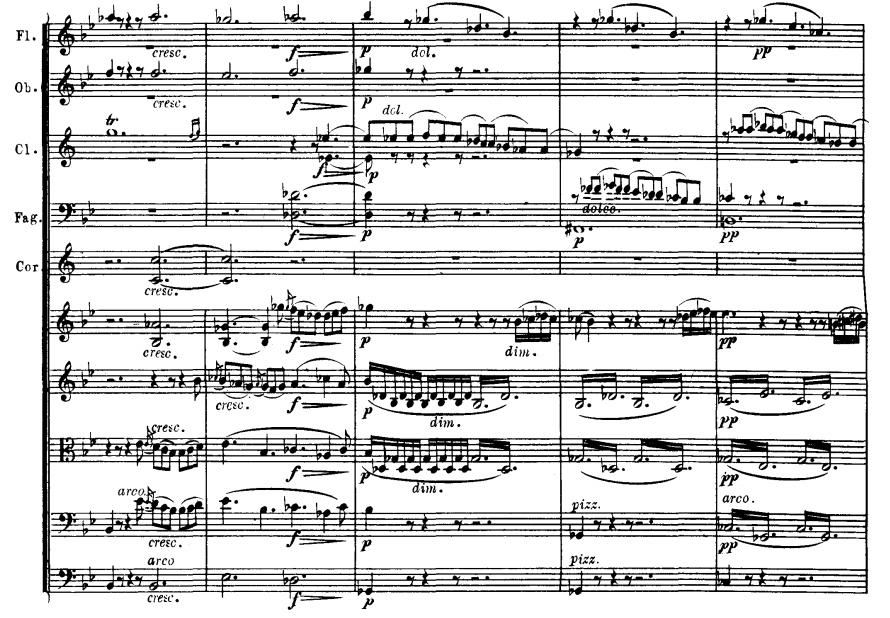 Fl. cresc. f p dol. pp
Ob. cresc. f p
tr dol.
Cl. f p
dolce.
Fag. f p p pp
Cor. cresc.
cresc. f p dim. pp
cresc. f p dim. pp
cresc. f p dim. pp
arco. pizz. arco.
cresc. f p pp
arco pizz.
cresc. f p